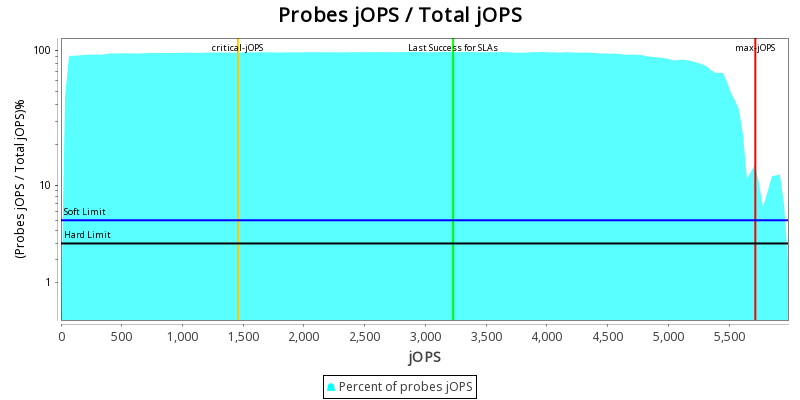 Probes jOPS / Total jOPS
(Probes jOPS / Total jOPS)%
100
10
1
critical-jOPS
Last Success for SLAs
max-jOPS
Soft Limit
Hard Limit
0
500
1,000
1,500
2,000
2,500
3,000
3,500
4,000
4,500
5,000
5,500
jOPS
Percent of probes jOPS